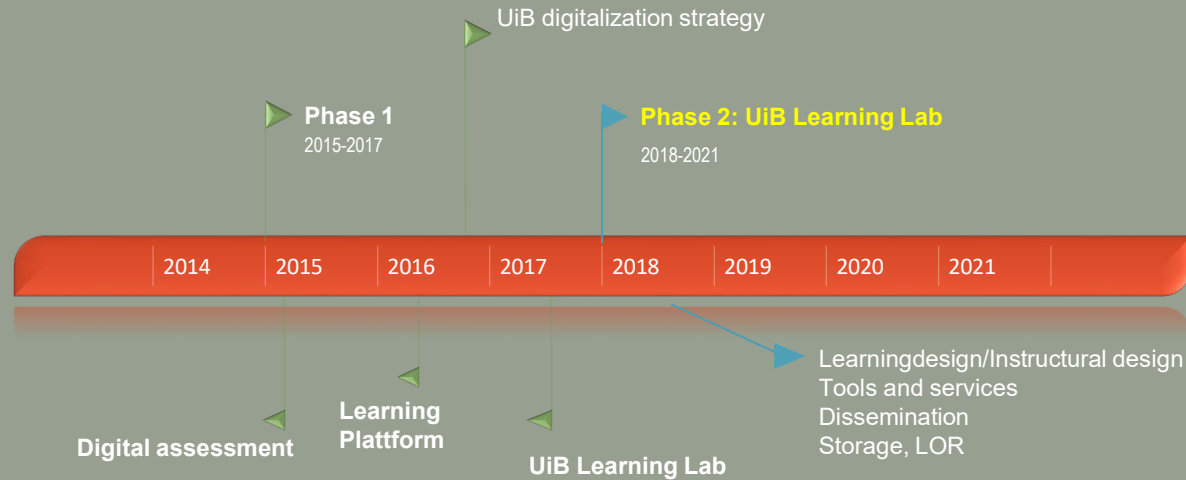 UiB digitalization strategy
Phase 1
2015-2017
Phase 2: UiB Learning Lab
2018-2021
2014 2015 2016 2017 2018 2019 2020 2021
Learningdesign/Instructural design
Tools and services
Dissemination
Storage, LOR
Learning
Plattform
Digital assessment
UiB Learning Lab